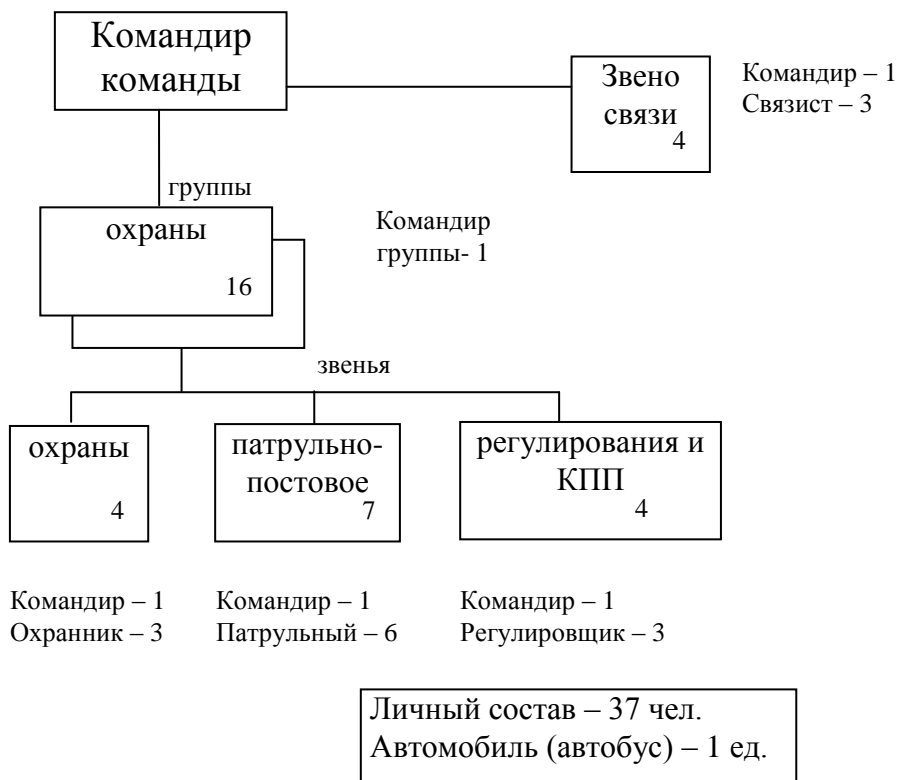 Командир
команды
Звено
связи
4
Командир – 1
Связист – 3
группы
охраны
16
Командир
группы- 1
звенья
охраны
4
патрульно-
постовое
7
регулирования и
КПП
4
Командир – 1
Охранник – 3
Командир – 1
Патрульный – 6
Командир – 1
Регулировщик – 3
Личный состав – 37 чел.
Автомобиль (автобус) – 1 ед.